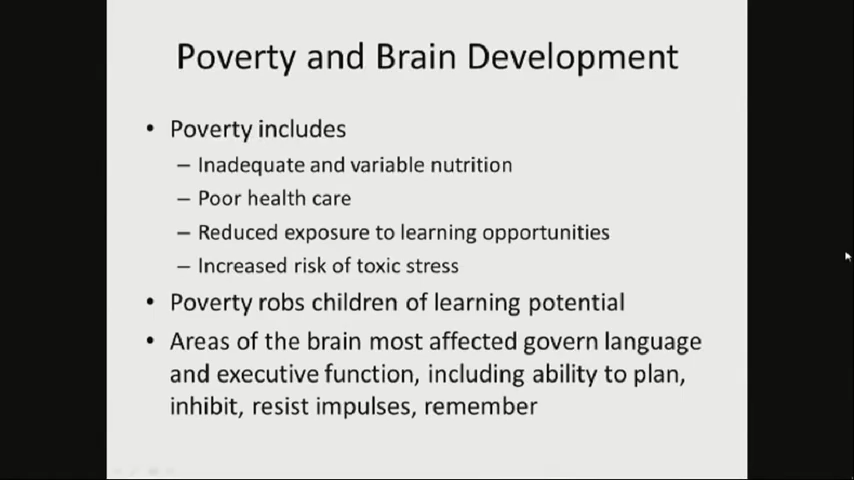 Poverty and Brain Development
• Poverty includes
– Inadequate and variable nutrition
– Poor health care
– Reduced exposure to learning opportunities
– Increased risk of toxic stress
• Poverty robs children of learning potential
• Areas of the brain most affected govern language
and executive function, including ability to plan,
inhibit, resist impulses, remember